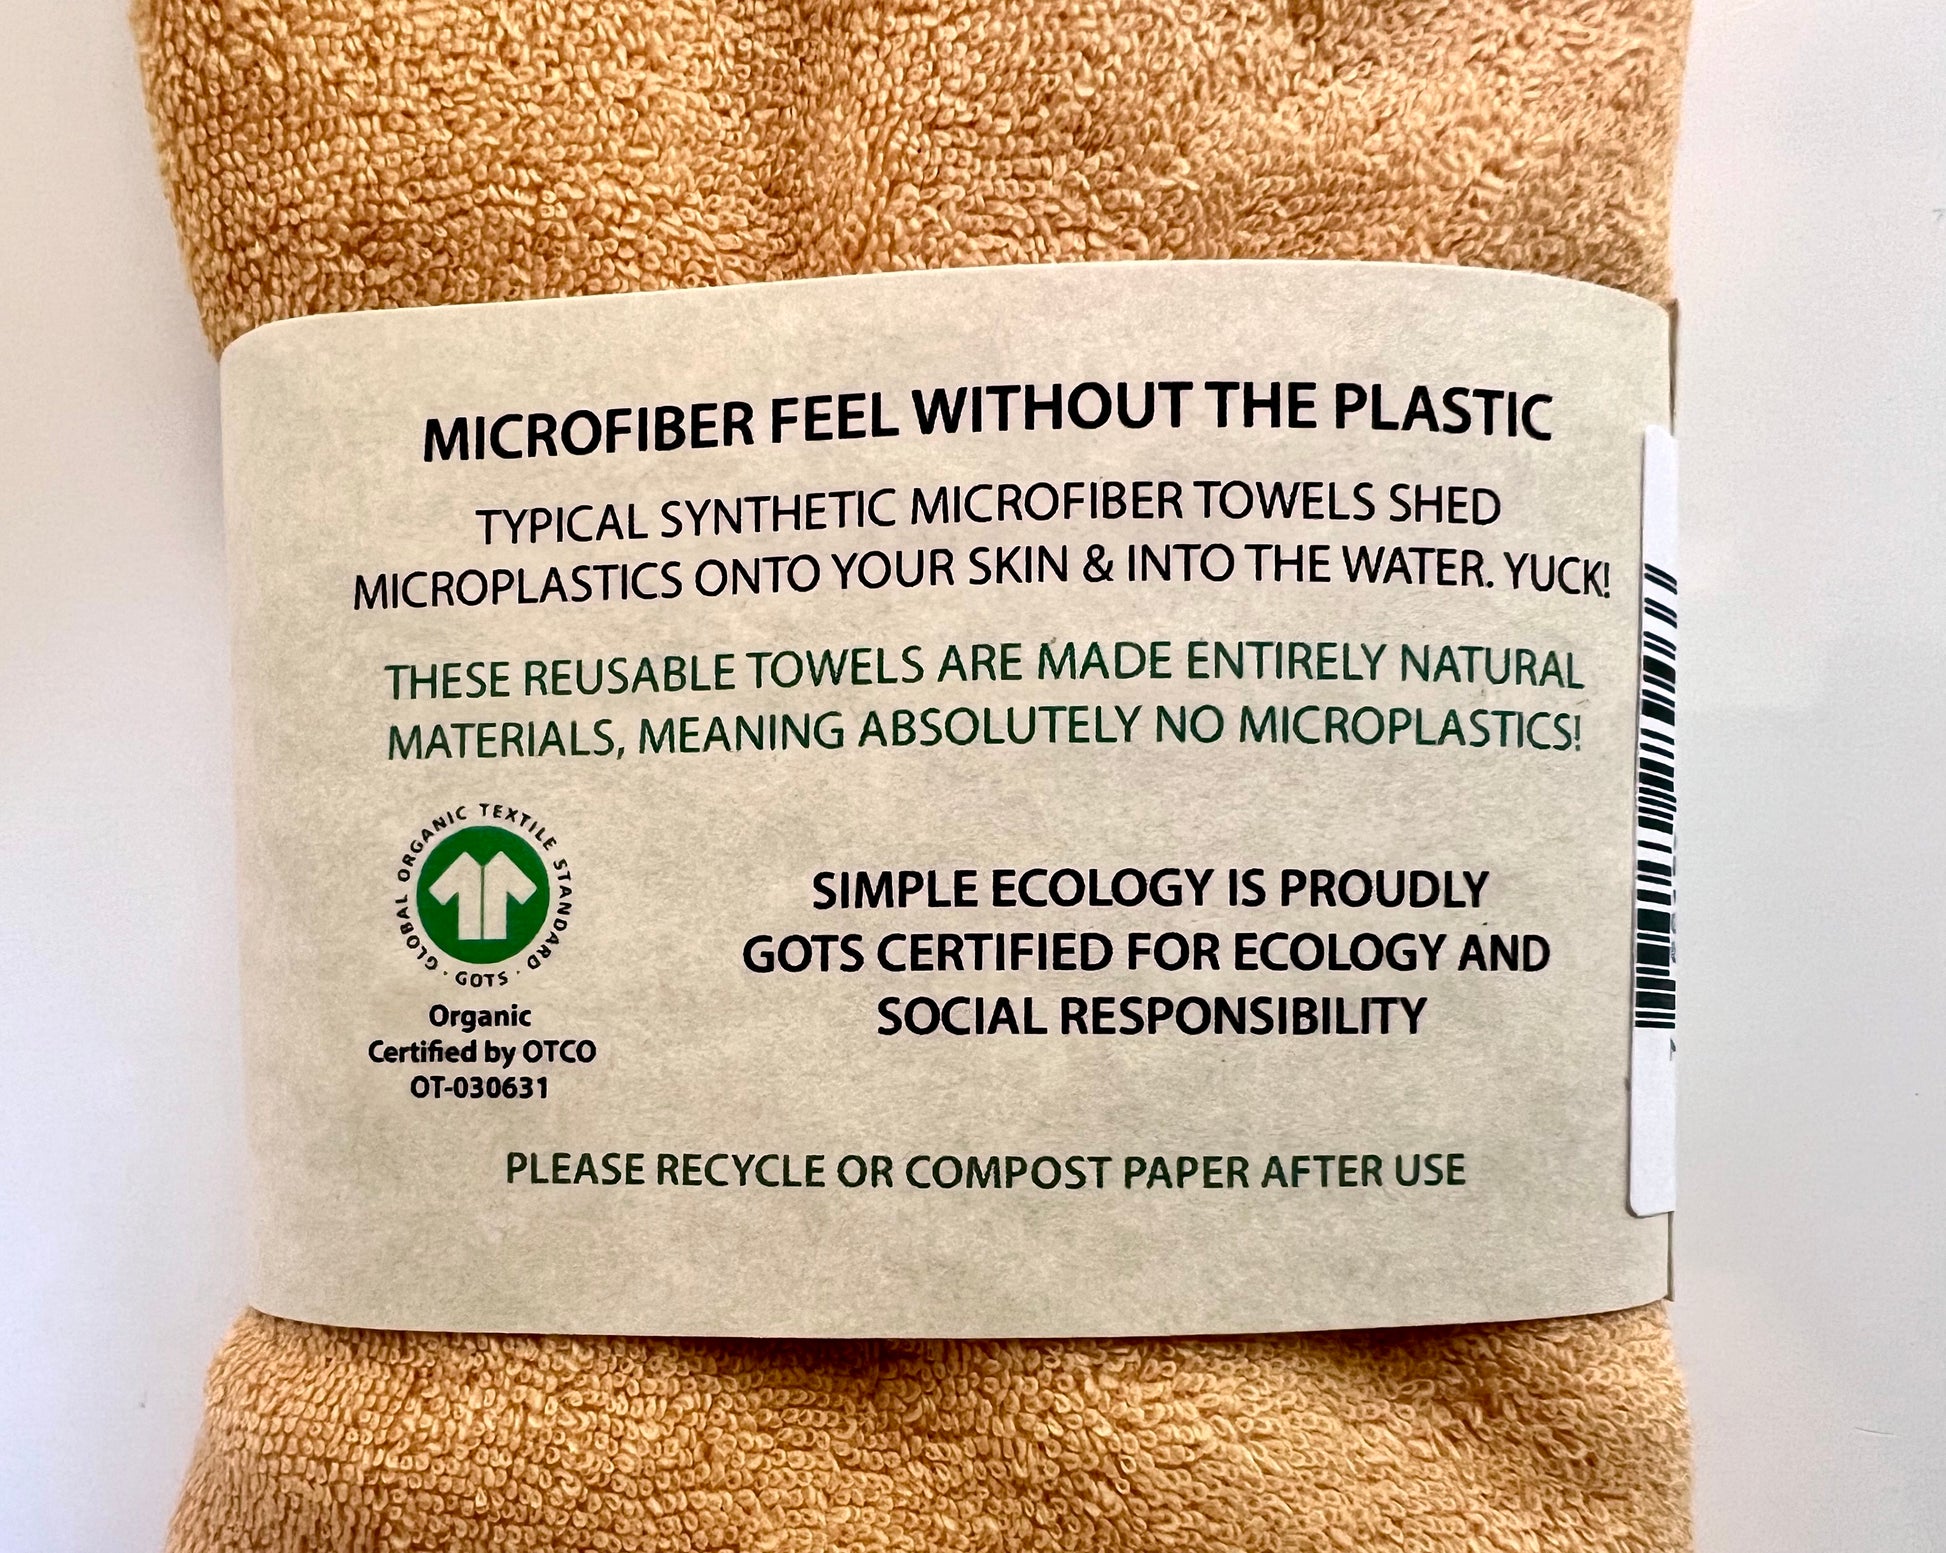 MICROFIBER FEEL WITHOUT THE PLASTIC
TYPICAL SYNTHETIC MICROFIBER TOWELS SHED
MICROPLASTICS ONTO YOUR SKIN & INTO THE WATER. YUCK!
THESE REUSABLE TOWELS ARE MADE ENTIRELY NATURAL
MATERIALS, MEANING ABSOLUTELY NO MICROPLASTICS!
GLOBAL ORGANIC TEXTILE STANDARD · GOTS ·
Organic
Certified by OTCO
OT-030631
SIMPLE ECOLOGY IS PROUDLY
GOTS CERTIFIED FOR ECOLOGY AND
SOCIAL RESPONSIBILITY
PLEASE RECYCLE OR COMPOST PAPER AFTER USE